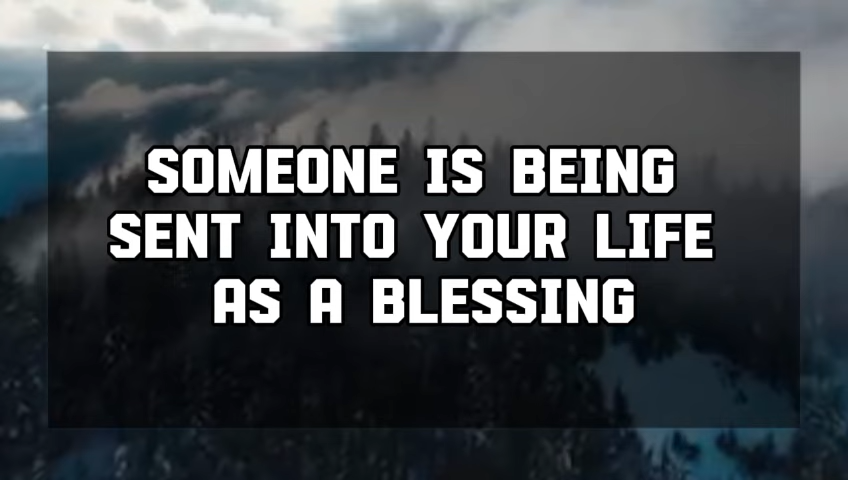 SOMEONE IS BEING
SENT INTO YOUR LIFE
AS A BLESSING